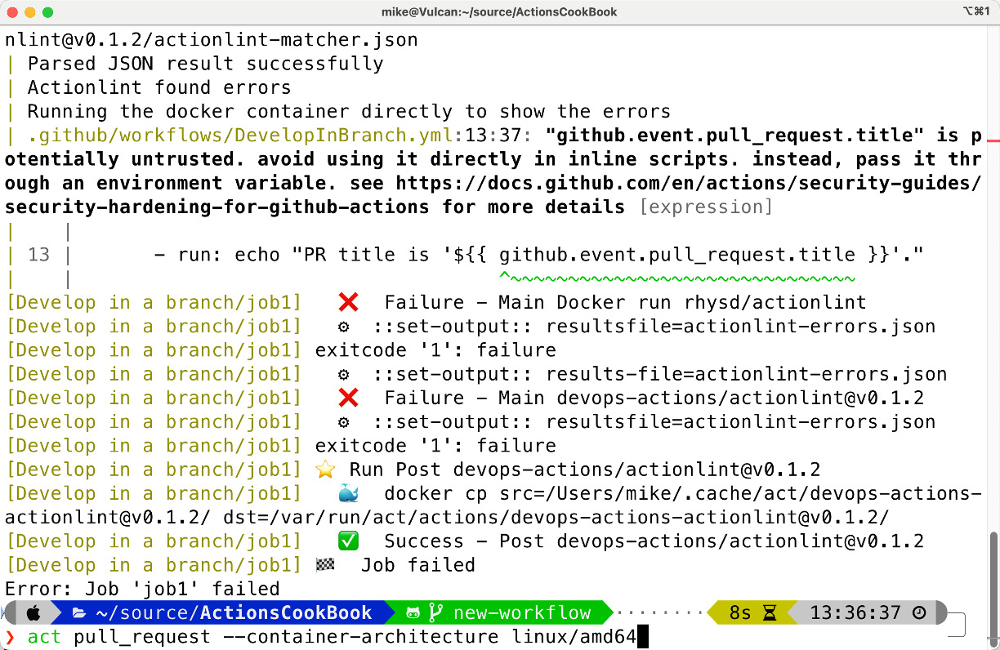 mike@Vulcan:~/source/ActionsCookBook
⌥⌘1
nlint@v0.1.2/actionlint-matcher.json
| Parsed JSON result successfully
| Actionlint found errors
| Running the docker container directly to show the errors
| .github/workflows/DevelopInBranch.yml:13:37: "github.event.pull_request.title" is p
otentially untrusted. avoid using it directly in inline scripts. instead, pass it thr
ough an environment variable. see https://docs.github.com/en/actions/security-guides/
security-hardening-for-github-actions for more details [expression]
|    |
| 13 |       - run: echo "PR title is '${{ github.event.pull_request.title }}'."
|    |                                     ^~~~~~~~~~~~~~~~~~~~~~~~~~~~~~~
[Develop in a branch/job1]   ❌  Failure - Main Docker run rhysd/actionlint
[Develop in a branch/job1]   ⚙  ::set-output:: resultsfile=actionlint-errors.json
[Develop in a branch/job1] exitcode '1': failure
[Develop in a branch/job1]   ⚙  ::set-output:: results-file=actionlint-errors.json
[Develop in a branch/job1]   ❌  Failure - Main devops-actions/actionlint@v0.1.2
[Develop in a branch/job1]   ⚙  ::set-output:: resultsfile=actionlint-errors.json
[Develop in a branch/job1] exitcode '1': failure
[Develop in a branch/job1] ⭐ Run Post devops-actions/actionlint@v0.1.2
[Develop in a branch/job1]   🐳  docker cp src=/Users/mike/.cache/act/devops-actions-
actionlint@v0.1.2/ dst=/var/run/act/actions/devops-actions-actionlint@v0.1.2/
[Develop in a branch/job1]   ✅  Success - Post devops-actions/actionlint@v0.1.2
[Develop in a branch/job1] 🏁  Job failed
Error: Job 'job1' failed
~/source/ActionsCookBook new-workflow ········ 8s 13:36:37
❯ act pull_request --container-architecture linux/amd64